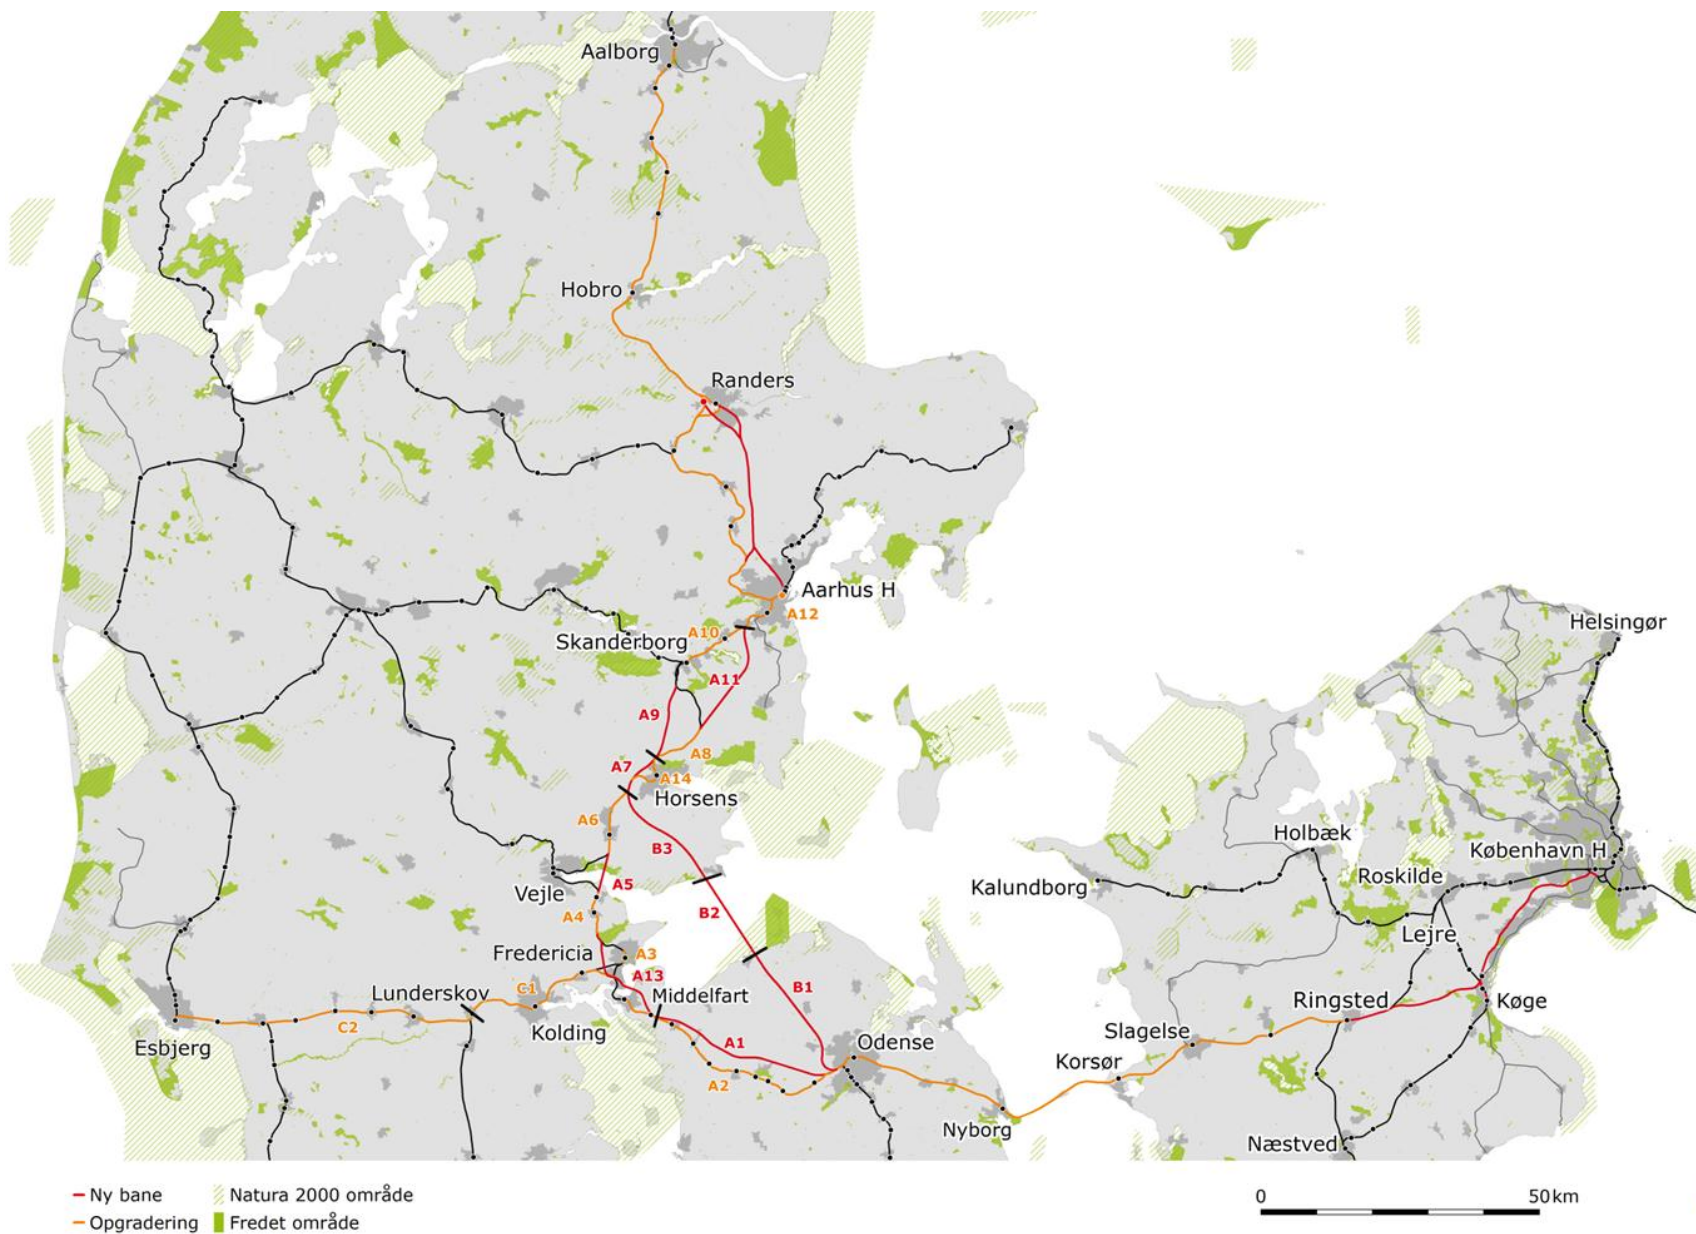 Aalborg
Hobro
Randers
Aarhus H
A12
A10
Skanderborg
Helsingør
A11
A9
A8
A7
A14
Horsens
A6
B3
Holbæk
København H
Roskilde
Kalundborg
A5
Vejle
A4
B2
Lejre
Fredericia
A3
A13
B1
Lunderskov
C1
Middelfart
Ringsted
Køge
Kolding
C2
Esbjerg
Slagelse
A1
Odense
Korsør
A2
Nyborg
Næstved
Ny bane
Natura 2000 område
0 50 km
Opgradering
Fredet område